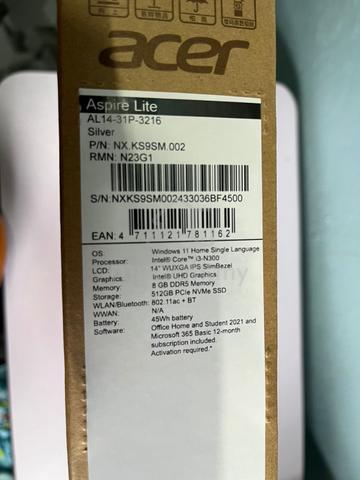 acer
Aspire Lite
AL14-31P-3216
Silver
P/N: NX.KS9SM.002
RMN: N23G1
S/N:NXKS9SM002433036BF4500
EAN: 4 711121 781162
OS: Windows 11 Home Single Language
Processor: Intel® Core™ i3-N300
LCD: 14" WUXGA IPS SlimBezel
Graphics: Intel® UHD Graphics
Memory: 8 GB DDR5 Memory
Storage: 512GB PCIe NVMe SSD
WLAN/Bluetooth: 802.11ac + BT
WWAN: N/A
Battery: 45Wh battery
Software: Office Home and Student 2021 and
Microsoft 365 Basic 12-month
subscription included.
Activation required.*